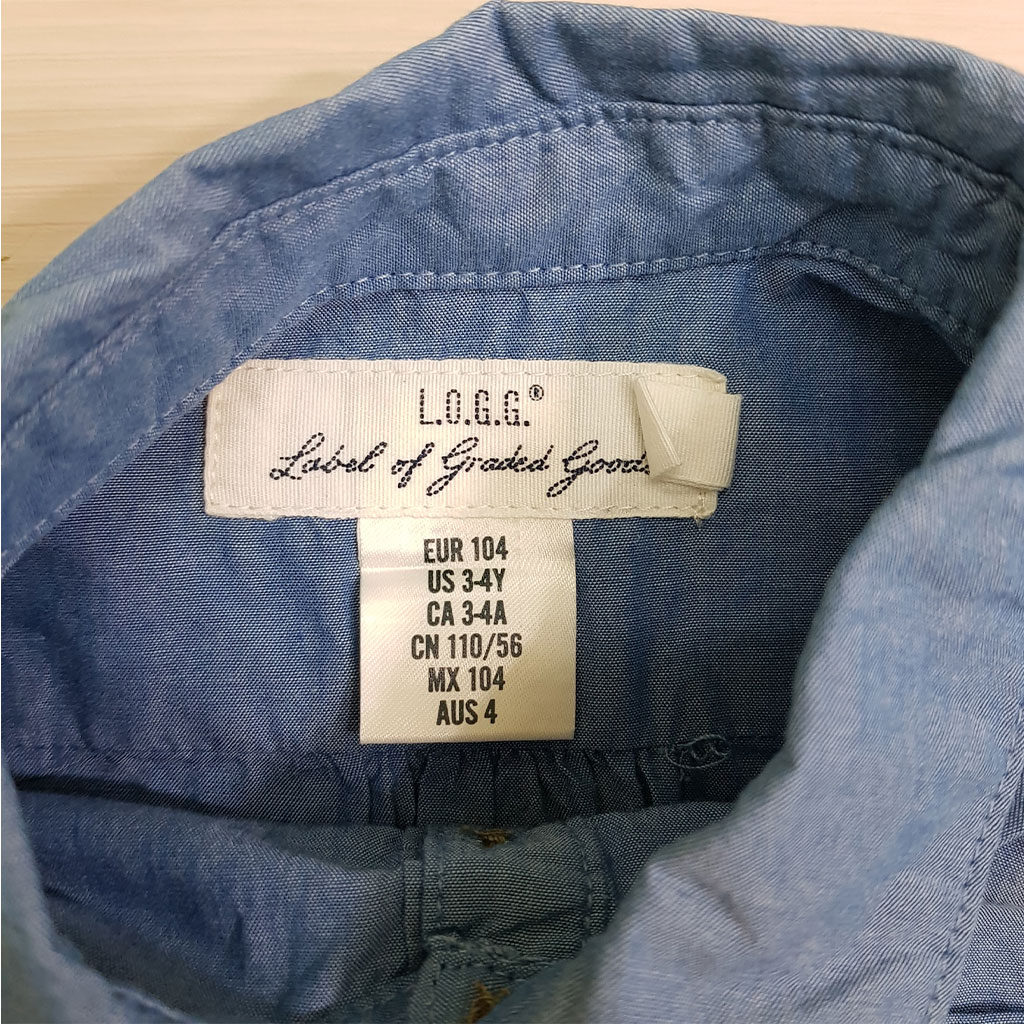 L.O.G.G.®
Label of Graded Goods
EUR 104
US 3-4Y
CA 3-4A
CN 110/56
MX 104
AUS 4